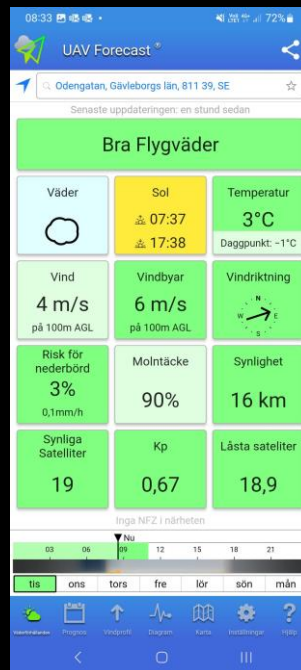 08:33
72%
UAV Forecast
Odengatan, Gävleborgs län, 811 39, SE
Senaste uppdateringen: en stund sedan
Bra Flygväder
Väder
Sol
07:37
17:38
Temperatur
3°C
Daggpunkt: -1°C
Vind
4 m/s
på 100m AGL
Vindbyar
6 m/s
på 100m AGL
Vindriktning
N
W
E
S
Risk för
nederbörd
3%
0,1mm/h
Molntäcke
90%
Synlighet
16 km
Synliga
Satelliter
19
Kp
0,67
Låsta sateliter
18,9
Inga NFZ i närheten
Nu
03 06 09 12 15 18 21
tis ons tors fre lör sön mån
Prognos Vindprofil Diagram Karta Inställningar Hjälp